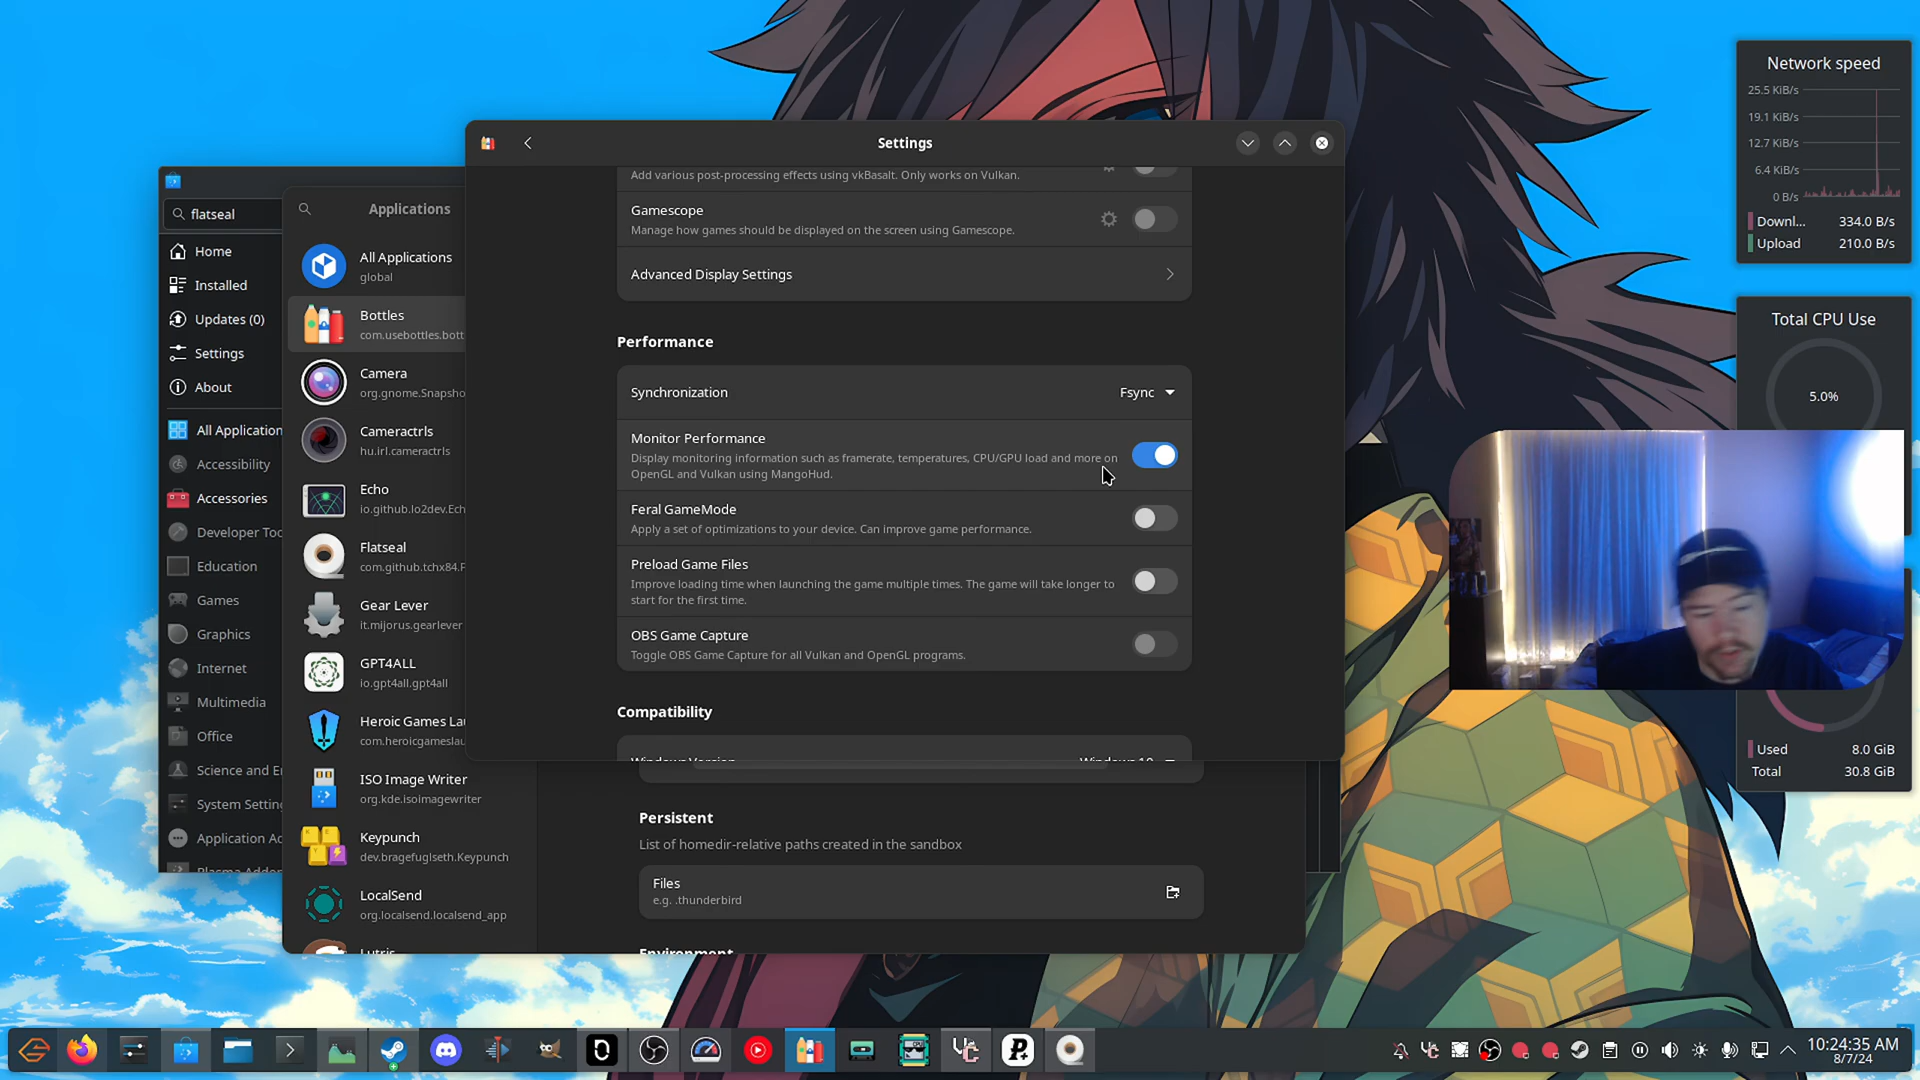 Settings
Add various post-processing effects using vkBasalt. Only works on Vulkan.
Gamescope
Manage how games should be displayed on the screen using Gamescope.
Advanced Display Settings
Performance
Synchronization
Fsync
Monitor Performance
Display monitoring information such as framerate, temperatures, CPU/GPU load and more on
OpenGL and Vulkan using MangoHud.
Feral GameMode
Apply a set of optimizations to your device. Can improve game performance.
Preload Game Files
Improve loading time when launching the game multiple times. The game will take longer to
start for the first time.
OBS Game Capture
Toggle OBS Game Capture for all Vulkan and OpenGL programs.
Compatibility
Windows Version
Windows 10
flatseal
Home
Installed
Updates (0)
Settings
About
All Application
Accessibility
Accessories
Developer Too
Education
Games
Graphics
Internet
Multimedia
Office
Science and E
System Setting
Application Ad
Plasma Addon
Applications
All Applications
global
Bottles
com.usebottles.bott
Camera
org.gnome.Snapsho
Cameractrls
hu.irl.cameractrls
Echo
io.github.lo2dev.Ech
Flatseal
com.github.tchx84.F
Gear Lever
it.mijorus.gearlever
GPT4ALL
io.gpt4all.gpt4all
Heroic Games La
com.heroicgameslau
ISO Image Writer
org.kde.isoimagewriter
Keypunch
dev.bragefuglseth.Keypunch
LocalSend
org.localsend.localsend_app
Lutris
Persistent
List of homedir-relative paths created in the sandbox
Files
e.g. .thunderbird
Environment
Network speed
25.5 KiB/s
19.1 KiB/s
12.7 KiB/s
6.4 KiB/s
0 B/s
Downl... 334.0 B/s
Upload 210.0 B/s
Total CPU Use
5.0%
Used 8.0 GiB
Total 30.8 GiB
10:24:35 AM
8/7/24